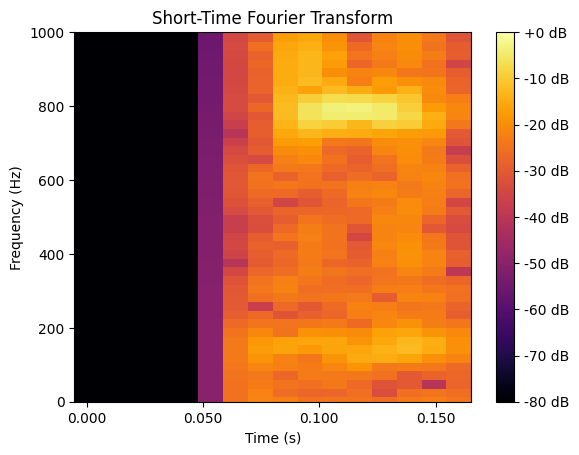 Short-Time Fourier Transform
1000
800
600
400
200
0
Frequency (Hz)
0.000
0.050
0.100
0.150
Time (s)
+0 dB
-10 dB
-20 dB
-30 dB
-40 dB
-50 dB
-60 dB
-70 dB
-80 dB